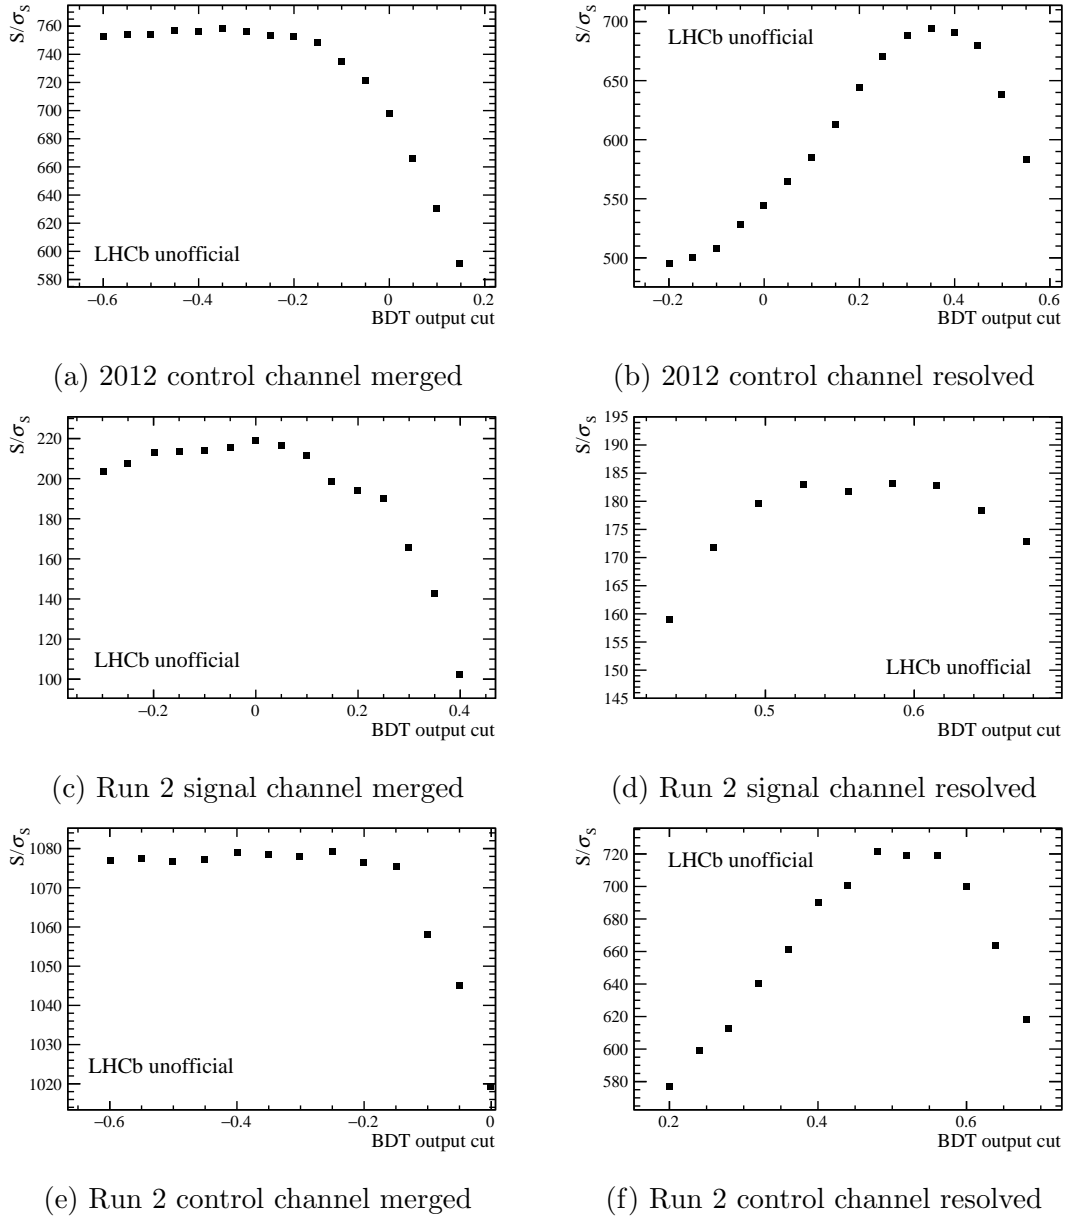 S/σ_S
760
740
720
700
680
660
640
620
600
580
LHCb unofficial
−0.6 −0.4 −0.2 0 0.2
BDT output cut
(a) 2012 control channel merged
S/σ_S
700
650
600
550
500
LHCb unofficial
−0.2 0 0.2 0.4 0.6
BDT output cut
(b) 2012 control channel resolved
S/σ_S
220
200
180
160
140
120
100
LHCb unofficial
−0.2 0 0.2 0.4
BDT output cut
(c) Run 2 signal channel merged
S/σ_S
195
190
185
180
175
170
165
160
155
150
145
LHCb unofficial
0.5 0.6
BDT output cut
(d) Run 2 signal channel resolved
S/σ_S
1080
1070
1060
1050
1040
1030
1020
LHCb unofficial
−0.6 −0.4 −0.2 0
BDT output cut
(e) Run 2 control channel merged
S/σ_S
720
700
680
660
640
620
600
580
LHCb unofficial
0.2 0.4 0.6
BDT output cut
(f) Run 2 control channel resolved